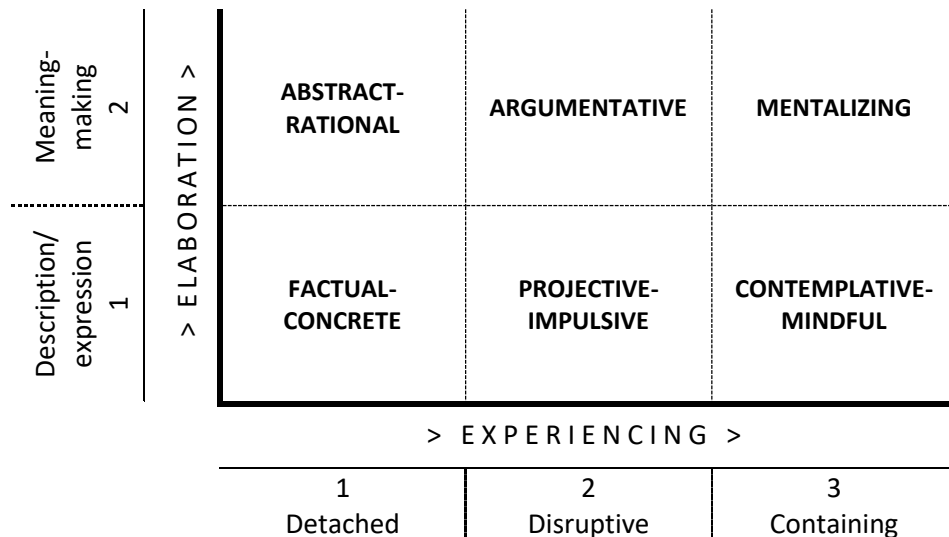 Meaning-
making
2
> ELABORATION >
ABSTRACT-
RATIONAL
ARGUMENTATIVE
MENTALIZING
Description/
expression
1
FACTUAL-
CONCRETE
PROJECTIVE-
IMPULSIVE
CONTEMPLATIVE-
MINDFUL
> EXPERIENCING >
1
Detached
2
Disruptive
3
Containing